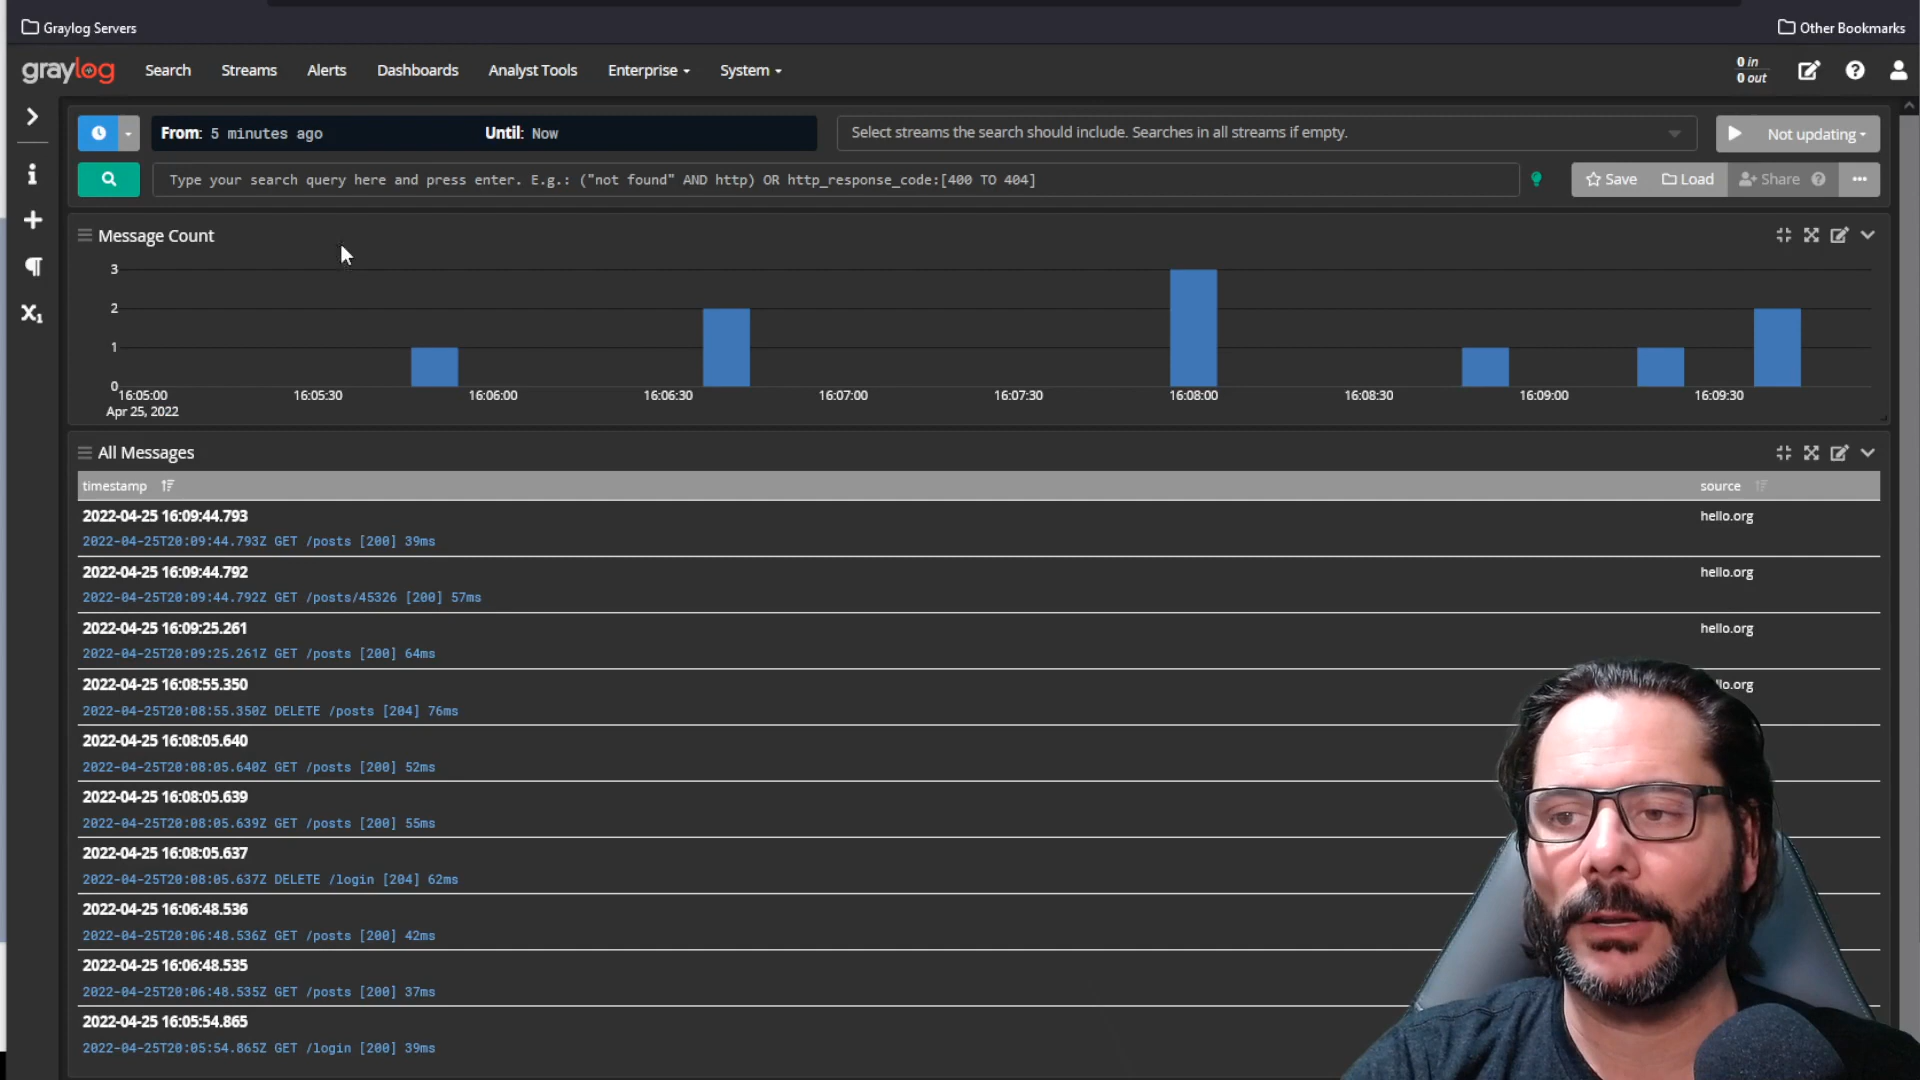 Graylog Servers
Other Bookmarks
graylog Search Streams Alerts Dashboards Analyst Tools Enterprise System
0 in
0 out
From: 5 minutes ago Until: Now
Select streams the search should include. Searches in all streams if empty.
Not updating
Type your search query here and press enter. E.g.: ("not found" AND http) OR http_response_code:[400 TO 404]
Save Load Share
Message Count
3
2
1
0
16:05:00 16:05:30 16:06:00 16:06:30 16:07:00 16:07:30 16:08:00 16:08:30 16:09:00 16:09:30
Apr 25, 2022
All Messages
timestamp source
2022-04-25 16:09:44.793 hello.org
2022-04-25T20:09:44.793Z GET /posts [200] 39ms
2022-04-25 16:09:44.792 hello.org
2022-04-25T20:09:44.792Z GET /posts/45326 [200] 57ms
2022-04-25 16:09:25.261 hello.org
2022-04-25T20:09:25.261Z GET /posts [200] 64ms
2022-04-25 16:08:55.350 lo.org
2022-04-25T20:08:55.350Z DELETE /posts [204] 76ms
2022-04-25 16:08:05.640
2022-04-25T20:08:05.640Z GET /posts [200] 52ms
2022-04-25 16:08:05.639
2022-04-25T20:08:05.639Z GET /posts [200] 55ms
2022-04-25 16:08:05.637
2022-04-25T20:08:05.637Z DELETE /login [204] 62ms
2022-04-25 16:06:48.536
2022-04-25T20:06:48.536Z GET /posts [200] 42ms
2022-04-25 16:06:48.535
2022-04-25T20:06:48.535Z GET /posts [200] 37ms
2022-04-25 16:05:54.865
2022-04-25T20:05:54.865Z GET /login [200] 39ms